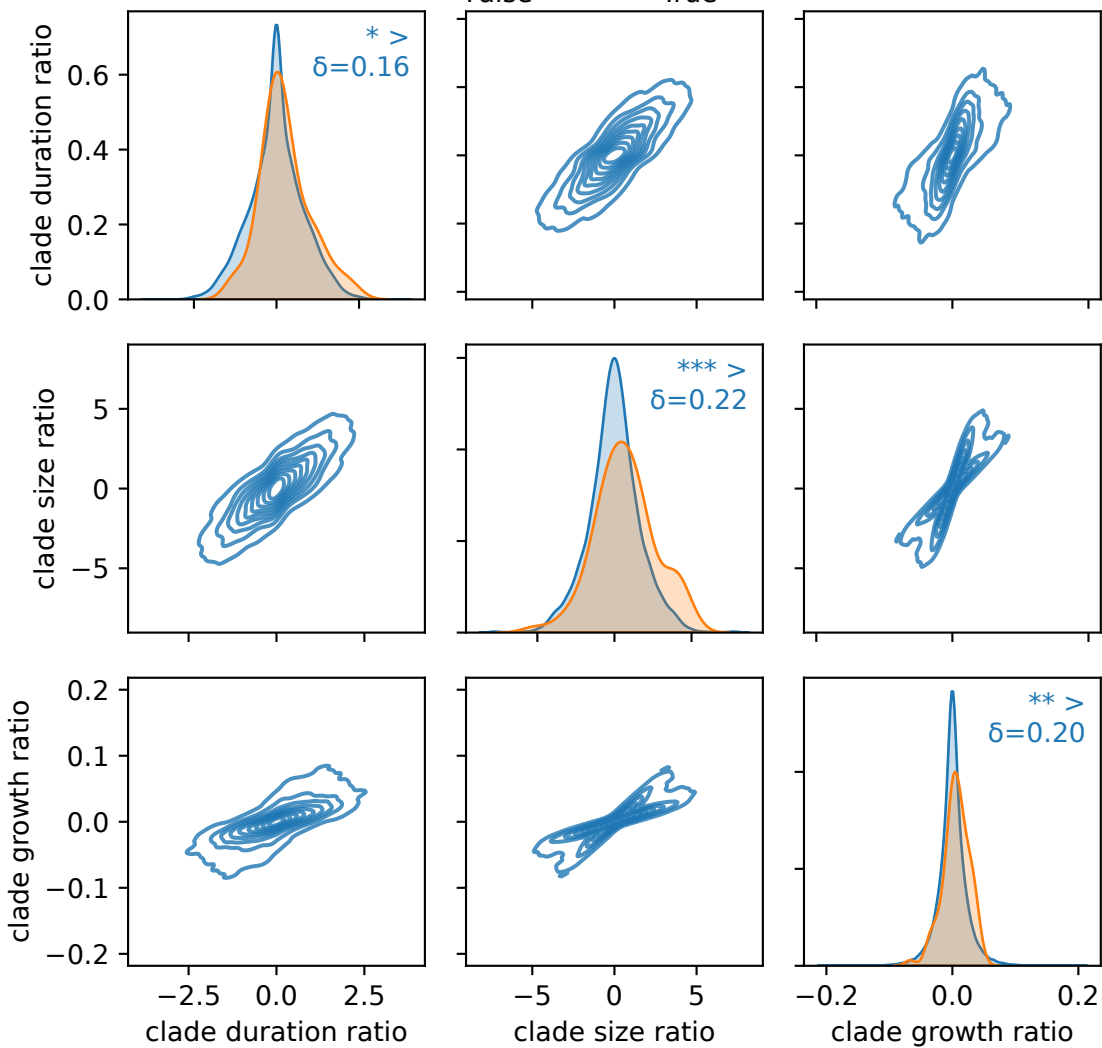 clade duration ratio
0.6
0.4
0.2
0.0
* >
δ=0.16
clade size ratio
5
0
−5
*** >
δ=0.22
clade growth ratio
0.2
0.1
0.0
−0.1
−0.2
** >
δ=0.20
−2.5 0.0 2.5
−5 0 5
−0.2 0.0 0.2
clade duration ratio
clade size ratio
clade growth ratio